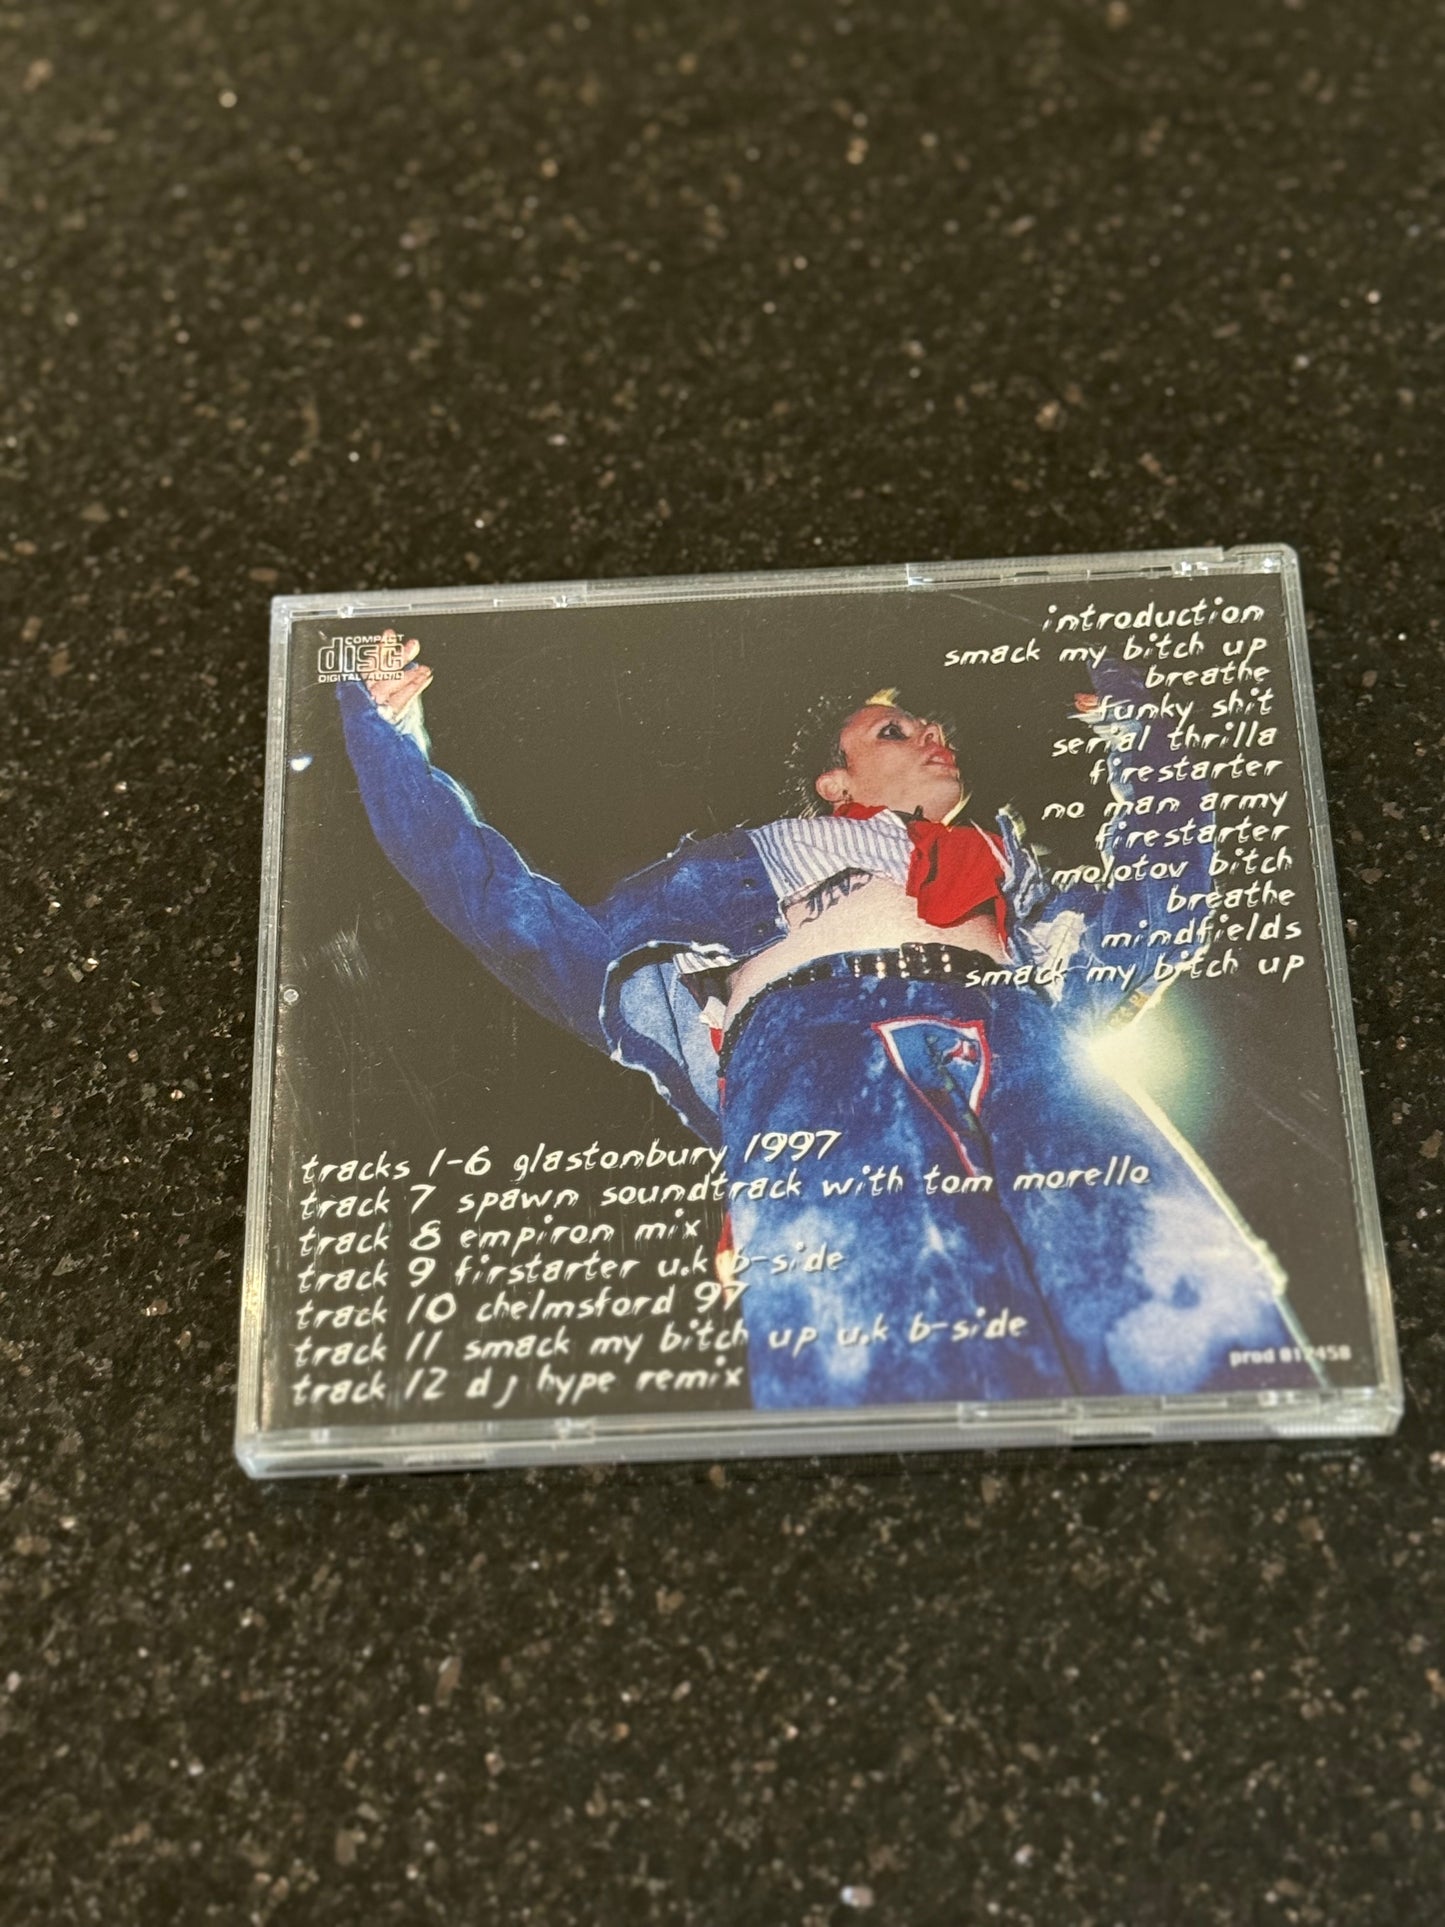 COMPACT
disc
DIGITAL AUDIO
introduction
smack my bitch up
breathe
funky shit
serial thrilla
firestarter
no man army
firestarter
molotov bitch
breathe
mindfields
smack my bitch up
tracks 1-6 glastonbury 1997
track 7 spawn soundtrack with tom morello
track 8 empiron mix
track 9 firstarter u.k b-side
track 10 chelmsford 97
track 11 smack my bitch up u.k b-side
track 12 dj hype remix
prod